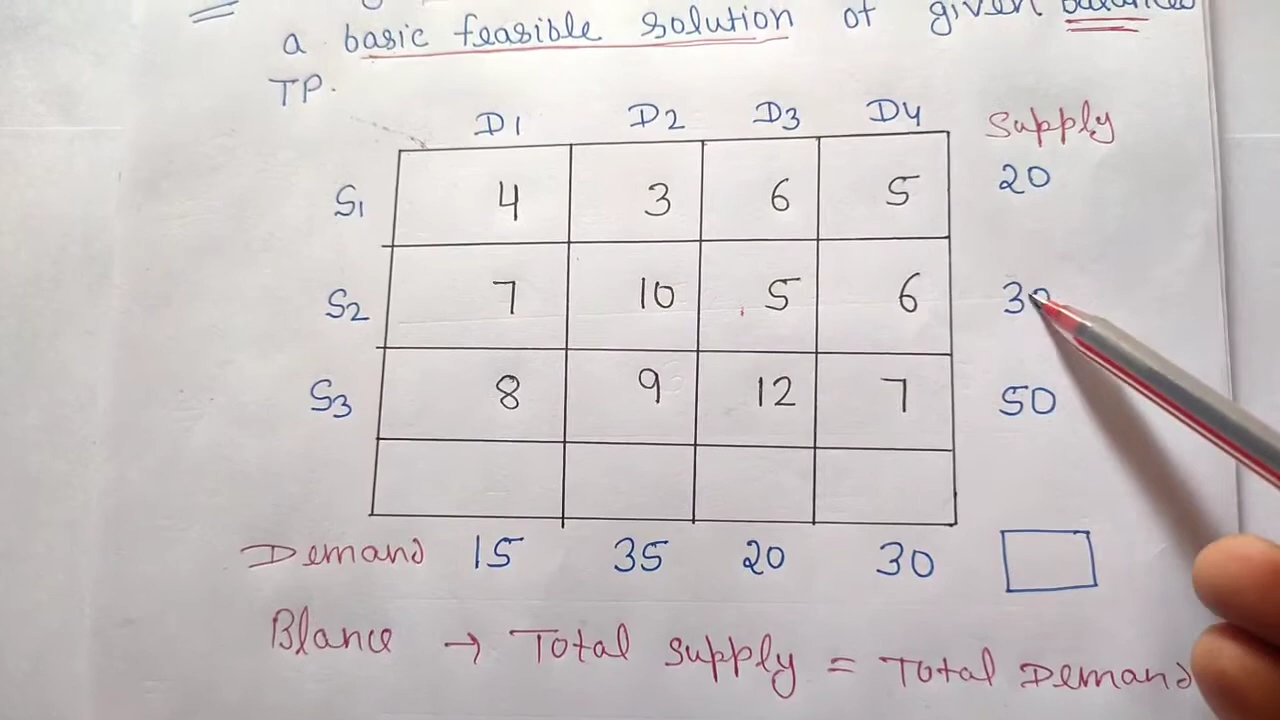 a basic feasible solution of given
TP.
D1 D2 D3 D4 Supply
S1 4 3 6 5 20
S2 7 10 5 6 30
S3 8 9 12 7 50
Demand 15 35 20 30
Blance → Total supply = Total Demand